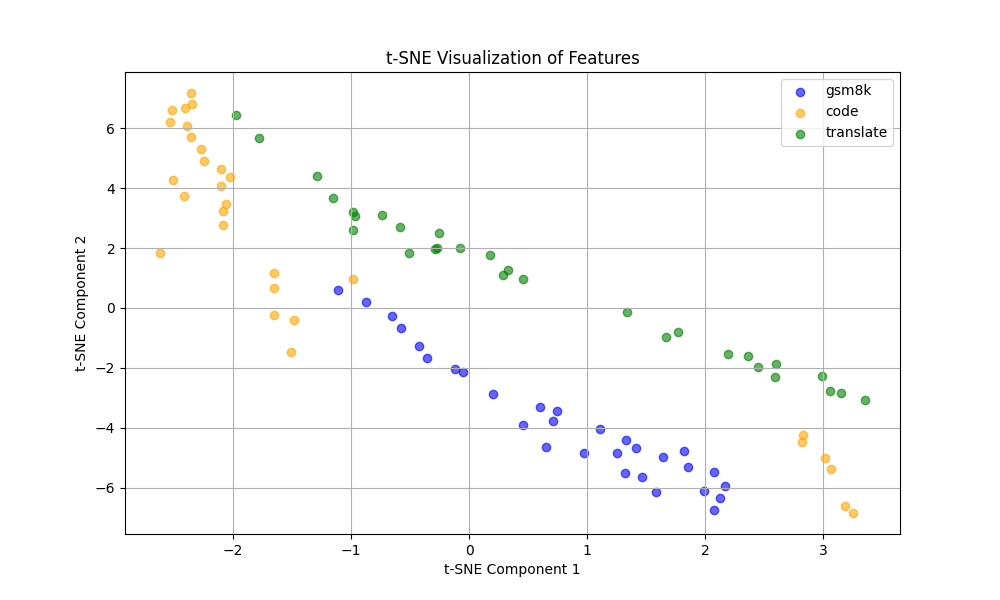 t-SNE Visualization of Features
gsm8k
code
translate
t-SNE Component 2
6
4
2
0
−2
−4
−6
−2
−1
0
1
2
3
t-SNE Component 1